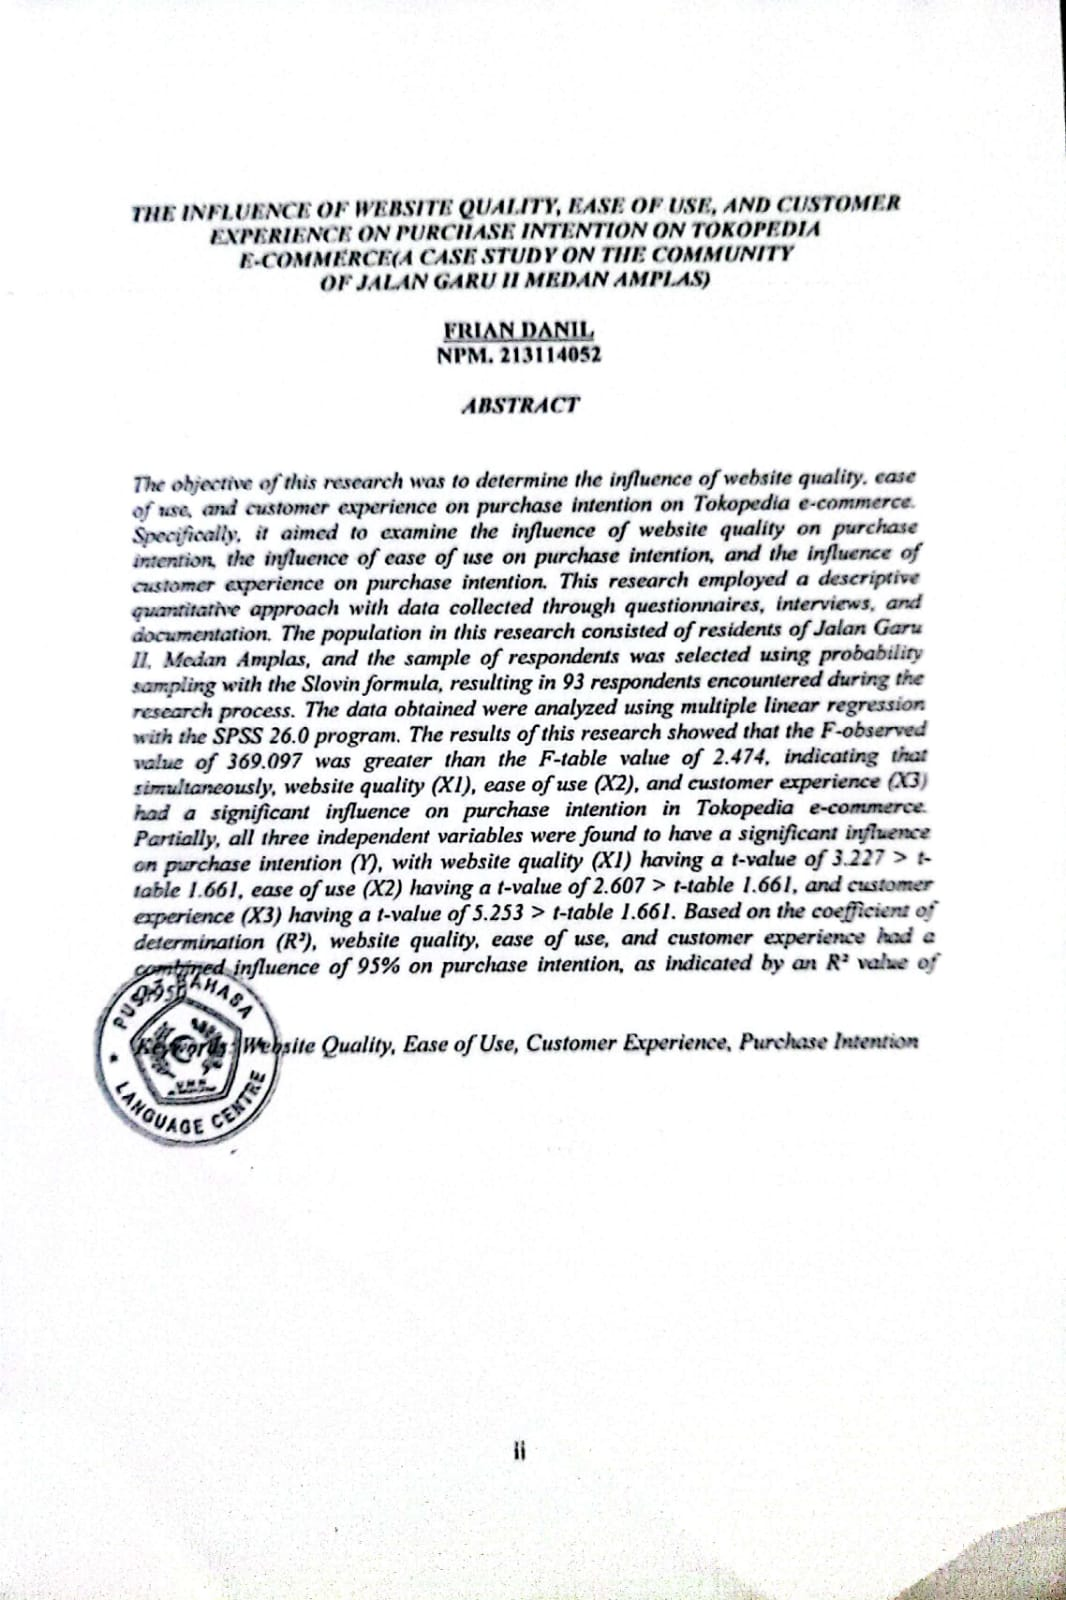 THE INFLUENCE OF WEBSITE QUALITY, EASE OF USE, AND CUSTOMER
EXPERIENCE ON PURCHASE INTENTION ON TOKOPEDIA
E-COMMERCE(A CASE STUDY ON THE COMMUNITY
OF JALAN GARU II MEDAN AMPLAS)
FRIAN DANIL
NPM. 213114052
ABSTRACT
The objective of this research was to determine the influence of website quality, ease
of use, and customer experience on purchase intention on Tokopedia e-commerce.
Specifically, it aimed to examine the influence of website quality on purchase
intention, the influence of ease of use on purchase intention, and the influence of
customer experience on purchase intention. This research employed a descriptive
quantitative approach with data collected through questionnaires, interviews, and
documentation. The population in this research consisted of residents of Jalan Garu
II, Medan Amplas, and the sample of respondents was selected using probability
sampling with the Slovin formula, resulting in 93 respondents encountered during the
research process. The data obtained were analyzed using multiple linear regression
with the SPSS 26.0 program. The results of this research showed that the F-observed
value of 369.097 was greater than the F-table value of 2.474, indicating that
simultaneously, website quality (X1), ease of use (X2), and customer experience (X3)
had a significant influence on purchase intention in Tokopedia e-commerce.
Partially, all three independent variables were found to have a significant influence
on purchase intention (Y), with website quality (X1) having a t-value of 3.227 > t-
table 1.661, ease of use (X2) having a t-value of 2.607 > t-table 1.661, and customer
experience (X3) having a t-value of 5.253 > t-table 1.661. Based on the coefficient of
determination (R²), website quality, ease of use, and customer experience had a
combined influence of 95% on purchase intention, as indicated by an R² value of
PUSAT BAHASA
Keywords: Website Quality, Ease of Use, Customer Experience, Purchase Intention
LANGUAGE CENTRE
ii